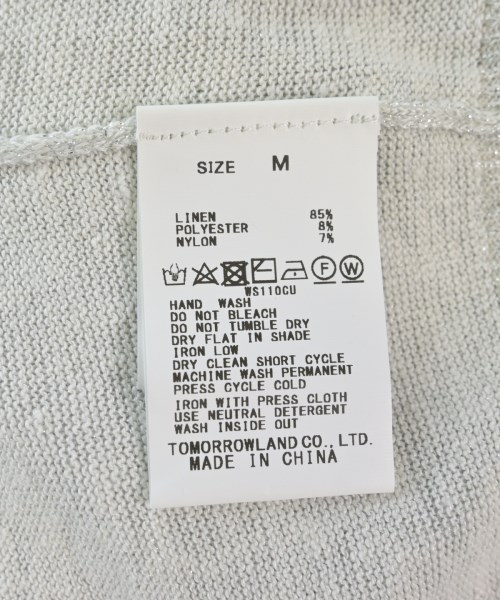 SIZE M
LINEN 85%
POLYESTER 8%
NYLON 7%
F W
WS110CU
HAND WASH
DO NOT BLEACH
DO NOT TUMBLE DRY
DRY FLAT IN SHADE
IRON LOW
DRY CLEAN SHORT CYCLE
MACHINE WASH PERMANENT
PRESS CYCLE COLD
IRON WITH PRESS CLOTH
USE NEUTRAL DETERGENT
WASH INSIDE OUT
TOMORROWLAND CO., LTD.
MADE IN CHINA